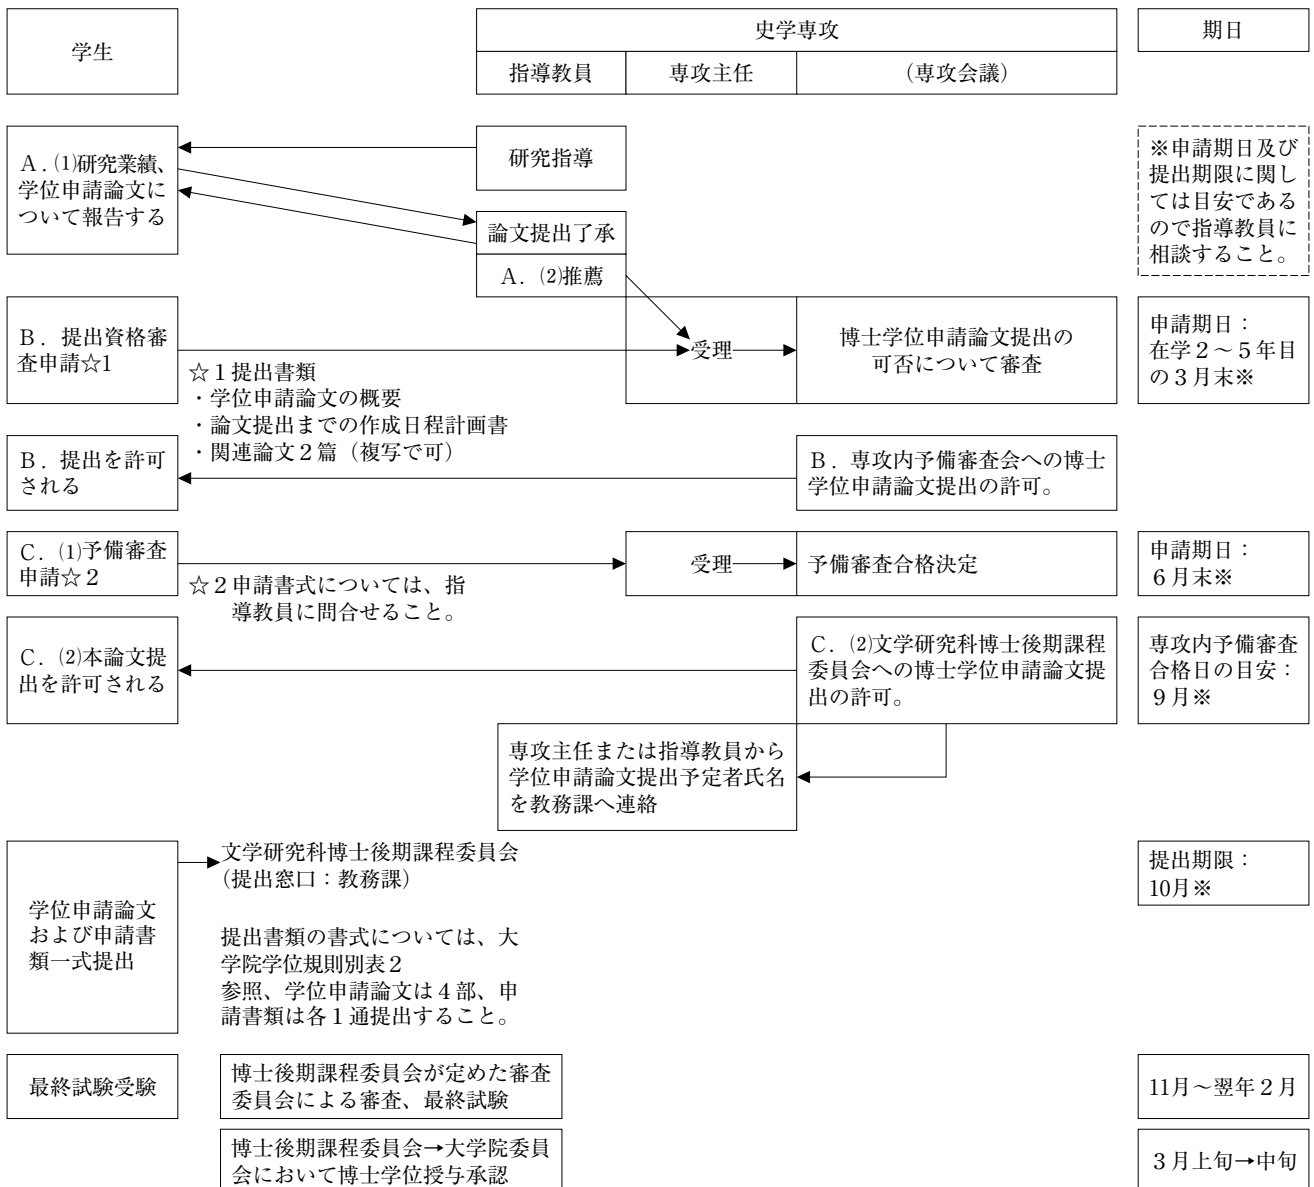 学生
史学専攻
期日
指導教員
専攻主任
(専攻会議)
A.⑴研究業績、
学位申請論文に
ついて報告する
研究指導
論文提出了承
A.⑵推薦
※申請期日及び
提出期限に関し
ては目安である
ので指導教員に
相談すること。
B.提出資格審
査申請☆1
受理
博士学位申請論文提出の
可否について審査
申請期日：
在学２～５年目
の３月末※
☆１提出書類
・学位申請論文の概要
・論文提出までの作成日程計画書
・関連論文２篇（複写で可）
B.提出を許可
される
B.専攻内予備審査会への博士
学位申請論文提出の許可。
C.⑴予備審査
申請☆２
受理
予備審査合格決定
申請期日：
６月末※
☆２申請書式については、指
導教員に問合せること。
C.⑵本論文提
出を許可される
C.⑵文学研究科博士後期課程
委員会への博士学位申請論文提
出の許可。
専攻内予備審査
合格日の目安：
９月※
専攻主任または指導教員から
学位申請論文提出予定者氏名
を教務課へ連絡
学位申請論文
および申請書
類一式提出
文学研究科博士後期課程委員会
(提出窓口：教務課)
提出期限：
10月※
提出書類の書式については、大
学院学位規則別表２
参照、学位申請論文は４部、申
請書類は各１通提出すること。
最終試験受験
博士後期課程委員会が定めた審査
委員会による審査、最終試験
11月～翌年２月
博士後期課程委員会→大学院委員
会において博士学位授与承認
３月上旬→中旬